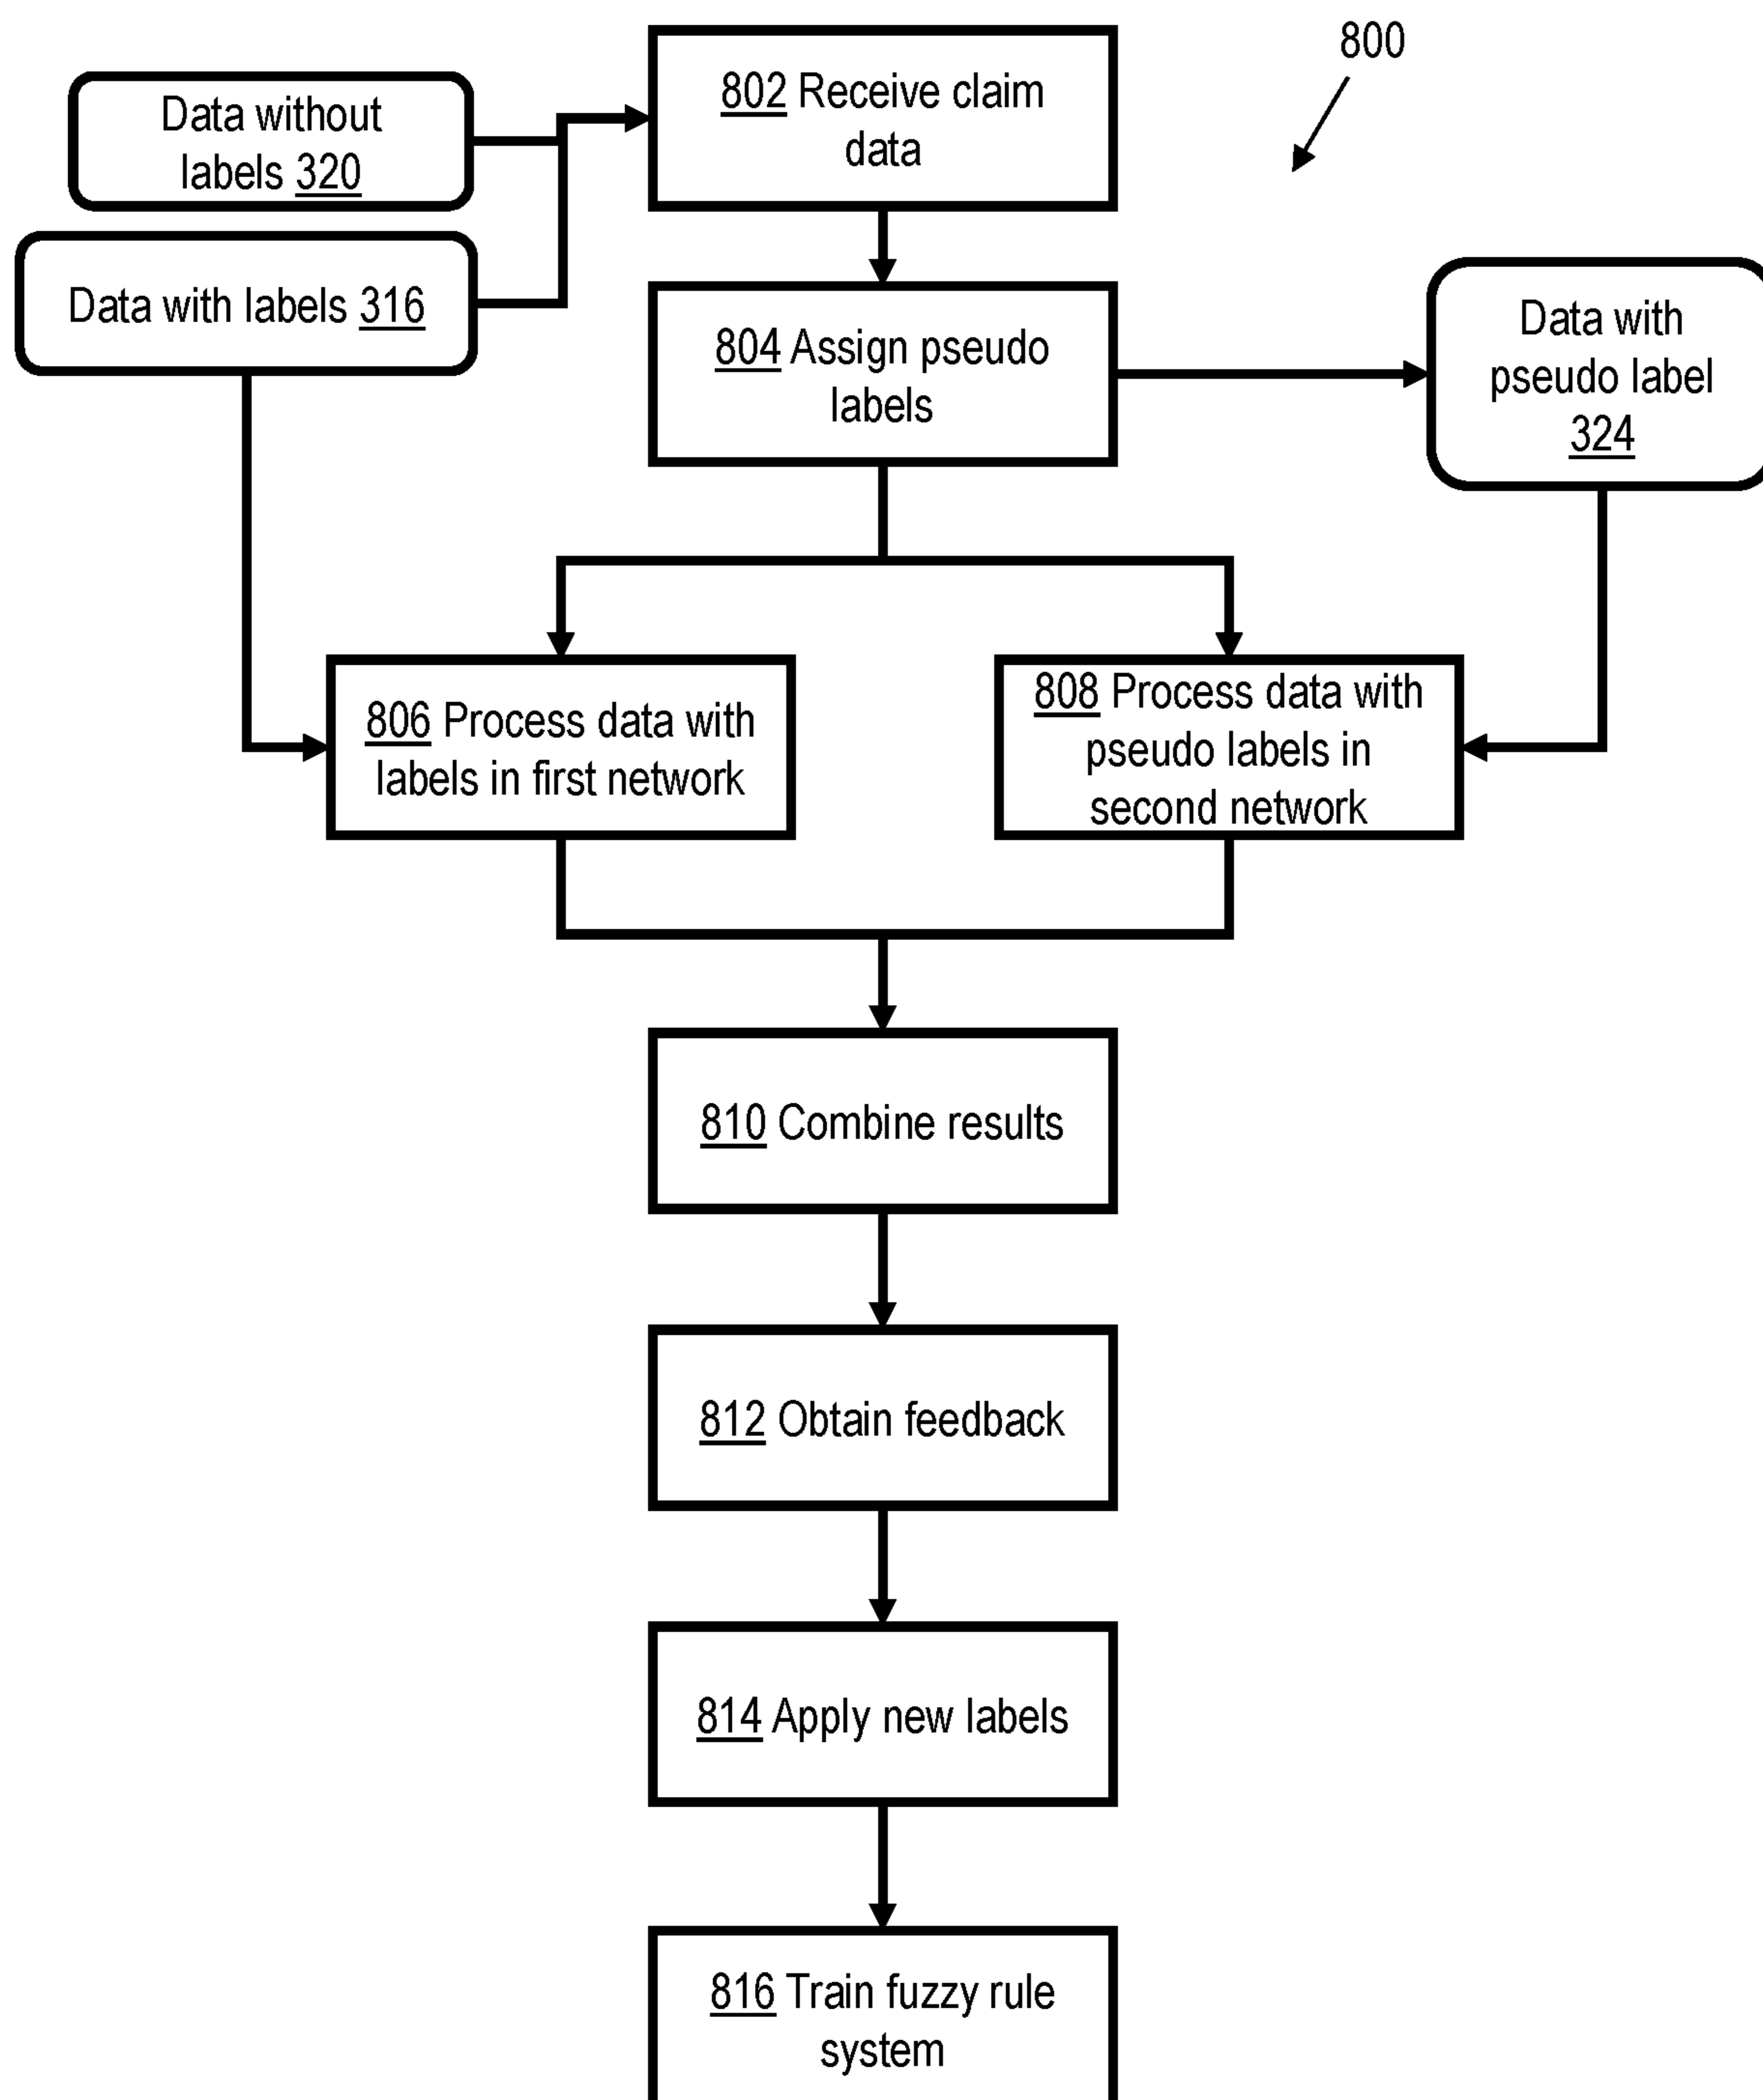 800
802 Receive claim
data
Data without
labels 320
Data with labels 316
804 Assign pseudo
labels
Data with
pseudo label
324
806 Process data with
labels in first network
808 Process data with
pseudo labels in
second network
810 Combine results
812 Obtain feedback
814 Apply new labels
816 Train fuzzy rule
system